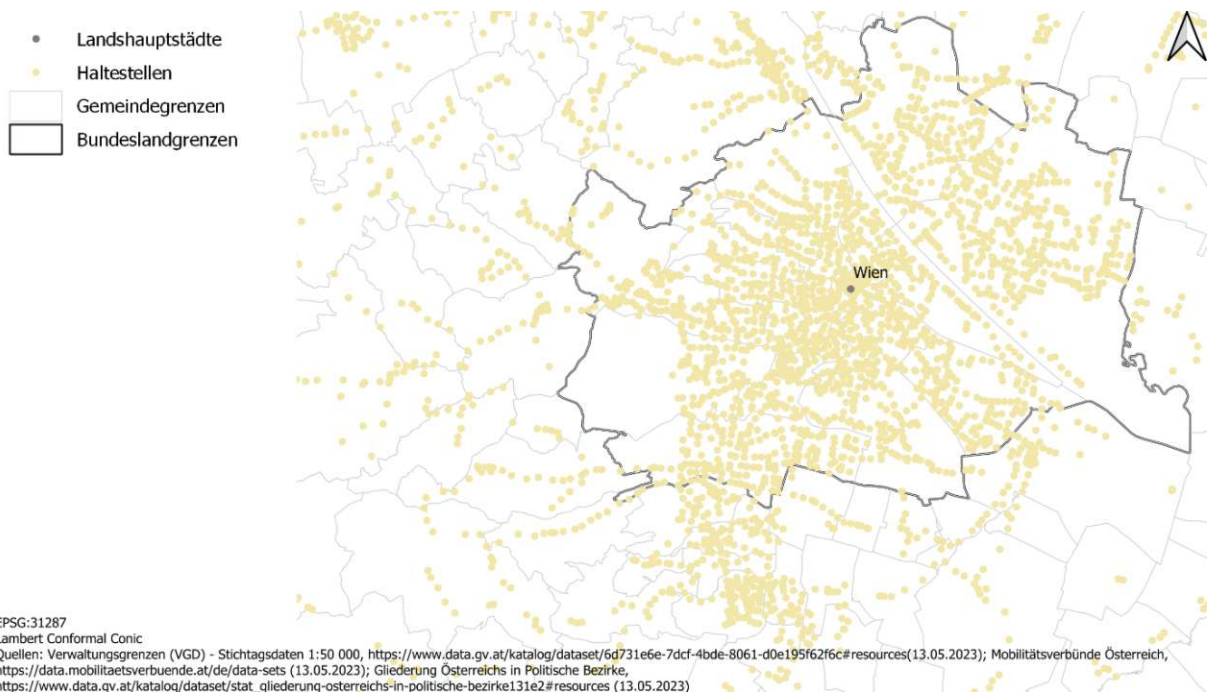 Landshauptstädte
Haltestellen
Gemeindegrenzen
Bundeslandgrenzen
Wien
EPSG:31287
Lambert Conformal Conic
Quellen: Verwaltungsgrenzen (VGD) - Stichtagsdaten 1:50 000, https://www.data.gv.at/katalog/dataset/6d731e6e-7dcf-4bde-8061-d0e195f62f6c#resources(13.05.2023); Mobilitätsverbünde Österreich,
https://data.mobilitaetsverbuende.at/de/data-sets (13.05.2023); Gliederung Österreichs in Politische Bezirke,
https://www.data.gv.at/katalog/dataset/stat_gliederung-osterreichs-in-politische-bezirke131e2#resources (13.05.2023)